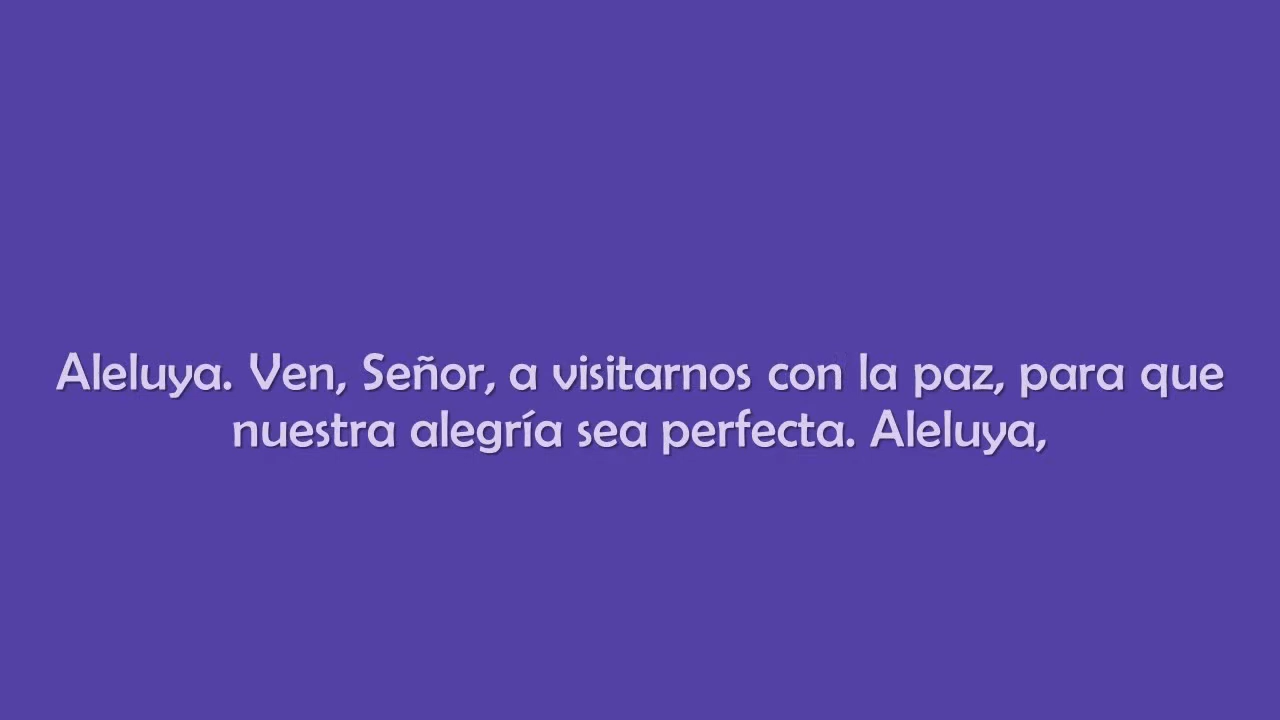 Aleluya. Ven, Señor, a visitarnos con la paz, para que
nuestra alegría sea perfecta. Aleluya,